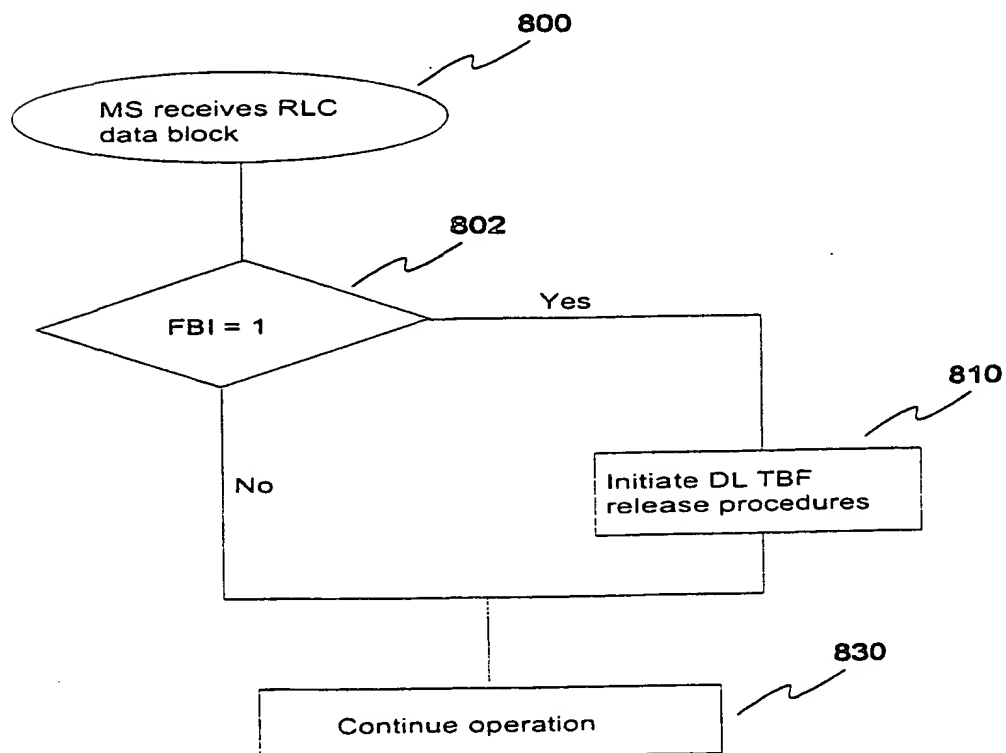 800
MS receives RLC
data block
802
FBI = 1
Yes
810
No
Initiate DL TBF
release procedures
830
Continue operation